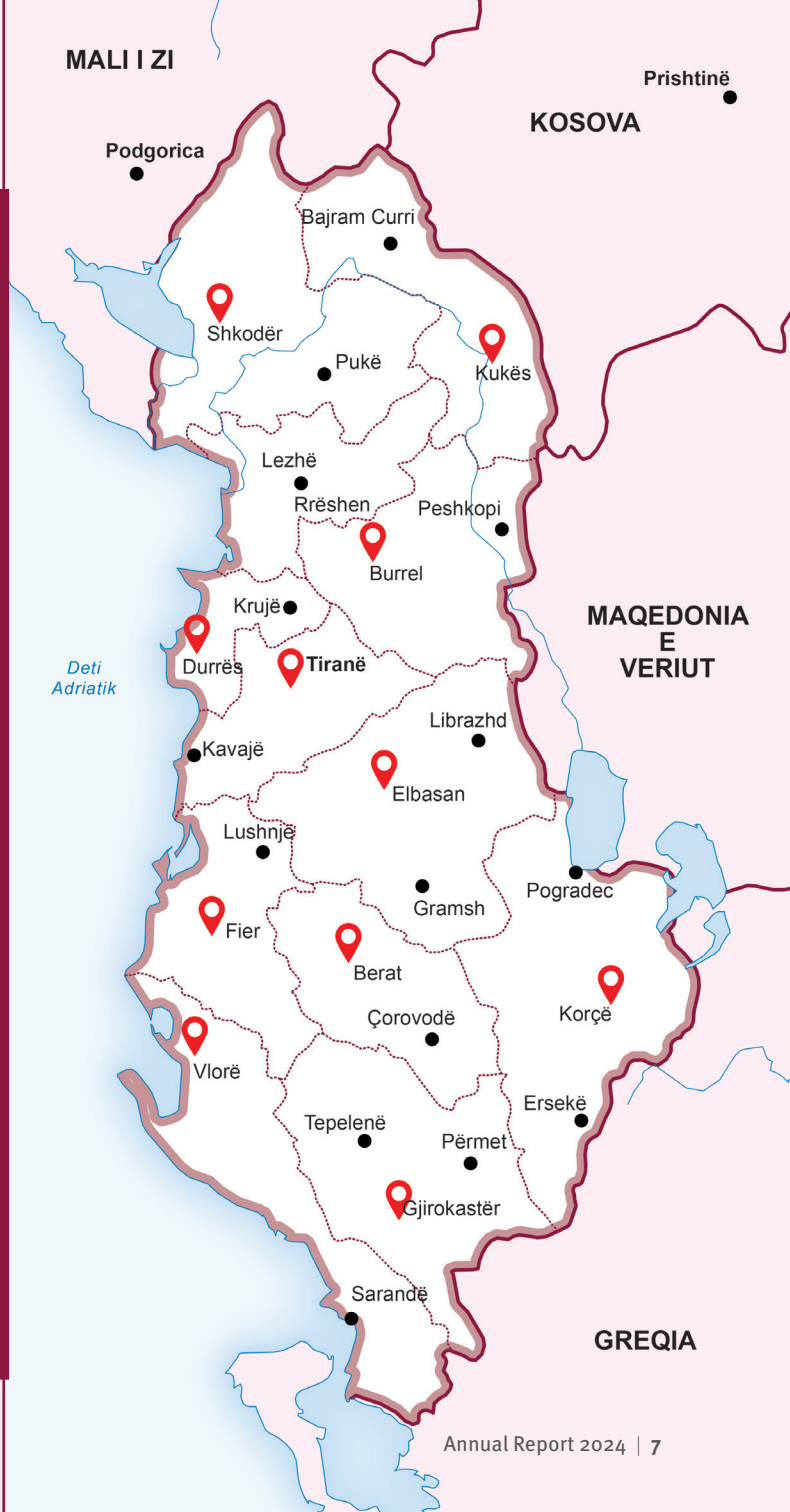 MALI I ZI
Prishtinë
KOSOVA
Podgorica
Bajram Curri
Shkodër
Pukë
Kukës
Lezhë
Rrëshen
Peshkopi
Burrel
Krujë
MAQEDONIA
E
VERIUT
Durrës
Tiranë
Deti
Adriatik
Librazhd
Kavajë
Elbasan
Lushnjë
Gramsh
Pogradec
Fier
Berat
Korçë
Çorovodë
Vlorë
Ersekë
Tepelenë
Përmet
Gjirokastër
Sarandë
GREQIA
Annual Report 2024 | 7